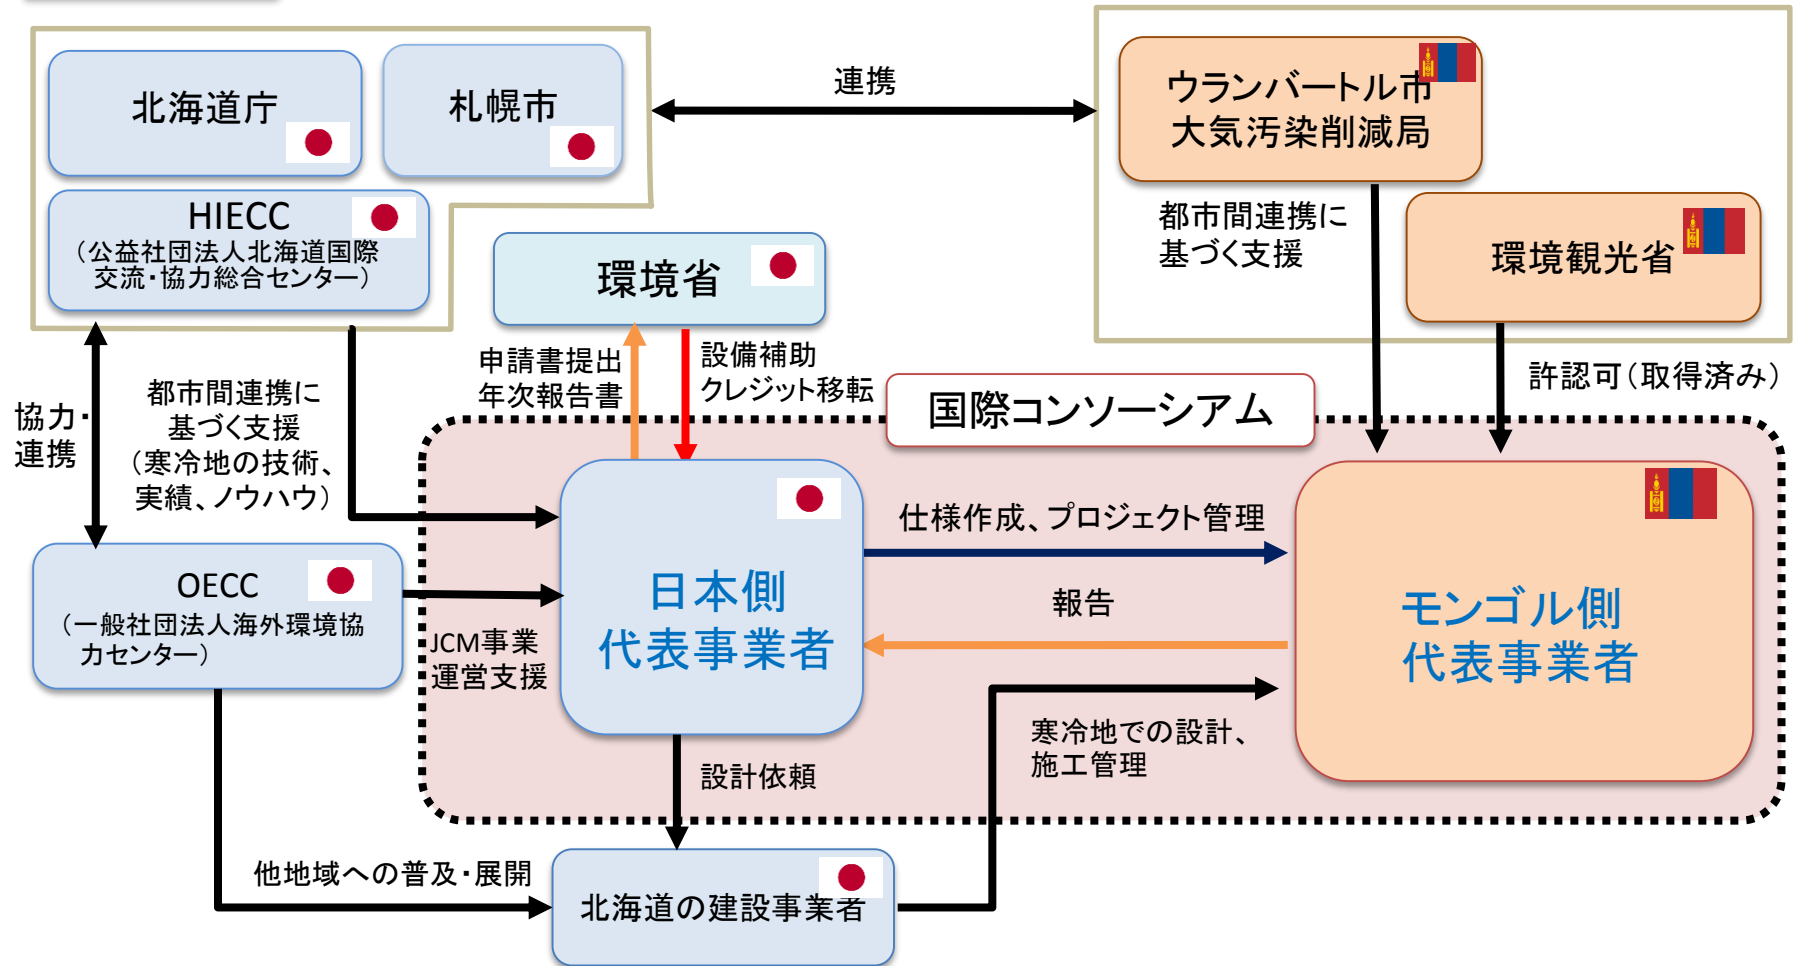 北海道庁
札幌市
連携
ウランバートル市
大気汚染削減局
HIECC
(公益社団法人北海道国際
交流・協力総合センター)
環境省
都市間連携に
基づく支援
環境観光省
申請書提出
年次報告書
設備補助
クレジット移転
許認可(取得済み)
協力・
連携
都市間連携に
基づく支援
(寒冷地の技術、
実績、ノウハウ)
国際コンソーシアム
OECC
(一般社団法人海外環境協
力センター)
JCM事業
運営支援
日本側
代表事業者
仕様作成、プロジェクト管理
報告
モンゴル側
代表事業者
設計依頼
寒冷地での設計、
施工管理
他地域への普及・展開
北海道の建設事業者